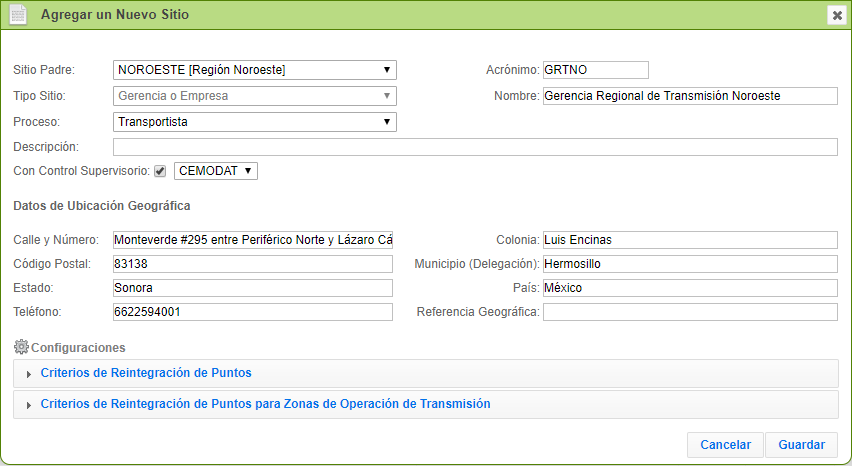 Agregar un Nuevo Sitio
Sitio Padre: NOROESTE [Región Noroeste] Acrónimo: GRTNO
Tipo Sitio: Gerencia o Empresa Nombre: Gerencia Regional de Transmisión Noroeste
Proceso: Transportista
Descripción:
Con Control Supervisorio: CEMODAT
Datos de Ubicación Geográfica
Calle y Número: Monteverde #295 entre Periférico Norte y Lázaro Cá Colonia: Luis Encinas
Código Postal: 83138 Municipio (Delegación): Hermosillo
Estado: Sonora País: México
Teléfono: 6622594001 Referencia Geográfica:
Configuraciones
Criterios de Reintegración de Puntos
Criterios de Reintegración de Puntos para Zonas de Operación de Transmisión
Cancelar Guardar